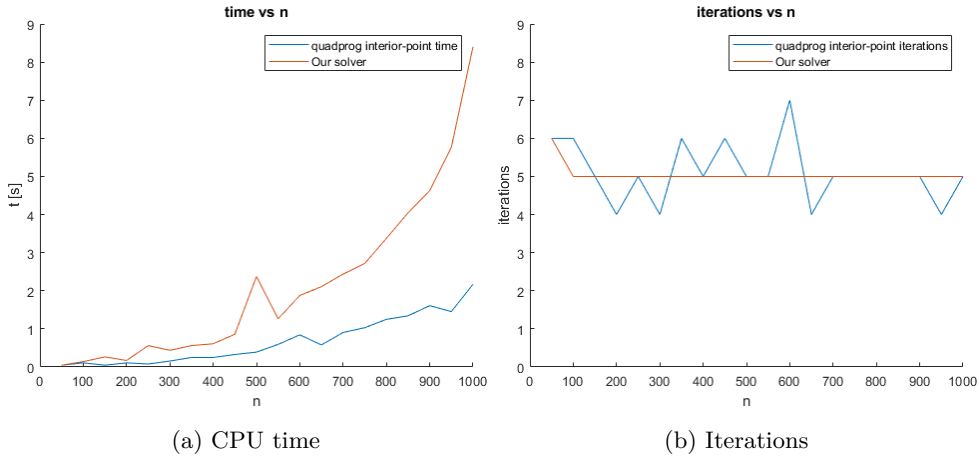 time vs n
quadprog interior-point time
Our solver
t [s]
9
8
7
6
5
4
3
2
1
0
0 100 200 300 400 500 600 700 800 900 1000
n
(a) CPU time
iterations vs n
quadprog interior-point iterations
Our solver
iterations
9
8
7
6
5
4
3
2
1
0
0 100 200 300 400 500 600 700 800 900 1000
n
(b) Iterations